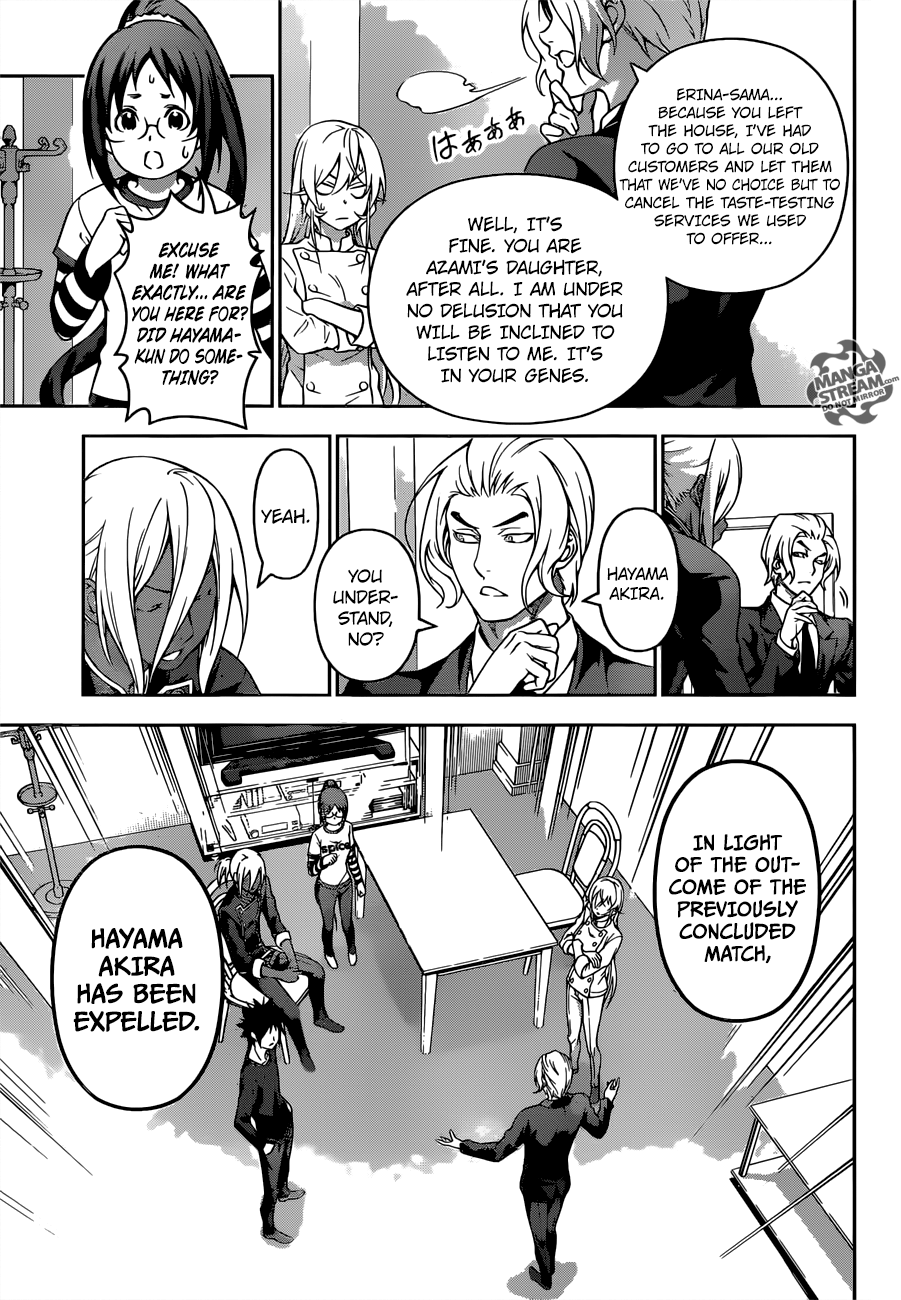 ERINA-SAMA...
BECAUSE YOU LEFT
THE HOUSE, I'VE HAD
TO GO TO ALL OUR OLD
CUSTOMERS AND LET THEM
THAT WE'VE NO CHOICE BUT TO
CANCEL THE TASTE-TESTING
SERVICES WE USED
TO OFFER...
はぁぁぁ
WELL, IT'S
FINE. YOU ARE
AZAMI'S DAUGHTER,
AFTER ALL. I AM UNDER
NO DELUSION THAT YOU
WILL BE INCLINED TO
LISTEN TO ME. IT'S
IN YOUR GENES.
EXCUSE
ME! WHAT
EXACTLY... ARE
YOU HERE FOR?
DID HAYAMA-
KUN DO SOME-
THING?
MANGA
STREAM.com
DO NOT MIRROR
HAYAMA
AKIRA.
YOU
UNDER-
STAND,
NO?
YEAH.
IN LIGHT
OF THE OUT-
COME OF THE
PREVIOUSLY
CONCLUDED
MATCH,
spice
HAYAMA
AKIRA
HAS BEEN
EXPELLED.